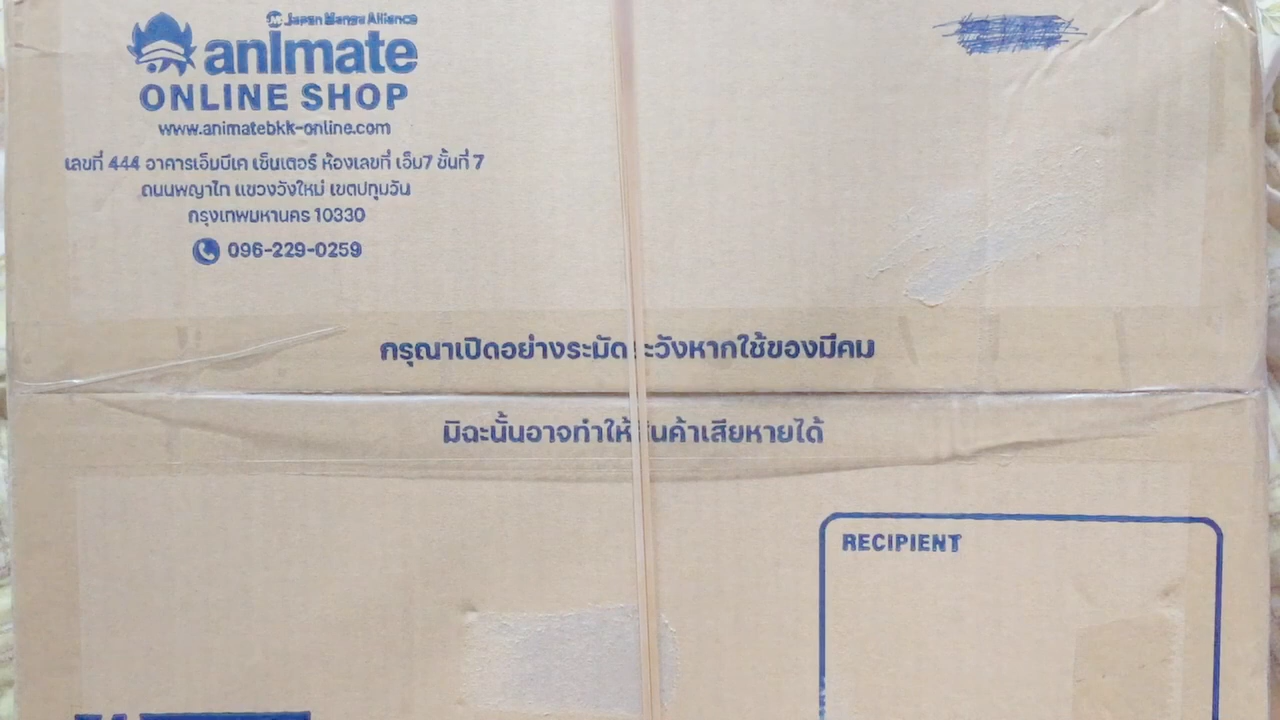 Japan Manga Alliance
anImate
ONLINE SHOP
www.animatebkk-online.com
เลขที่ 444 อาคารเอ็มบีเค เซ็นเตอร์ ห้องเลขที่ เอ็ม7 ชั้นที่ 7
ถนนพญาไท แขวงวังใหม่ เขตปทุมวัน
กรุงเทพมหานคร 10330
096-229-0259
กรุณาเปิดอย่างระมัดระวังหากใช้ของมีคม
มิฉะนั้นอาจทำให้สินค้าเสียหายได้
RECIPIENT